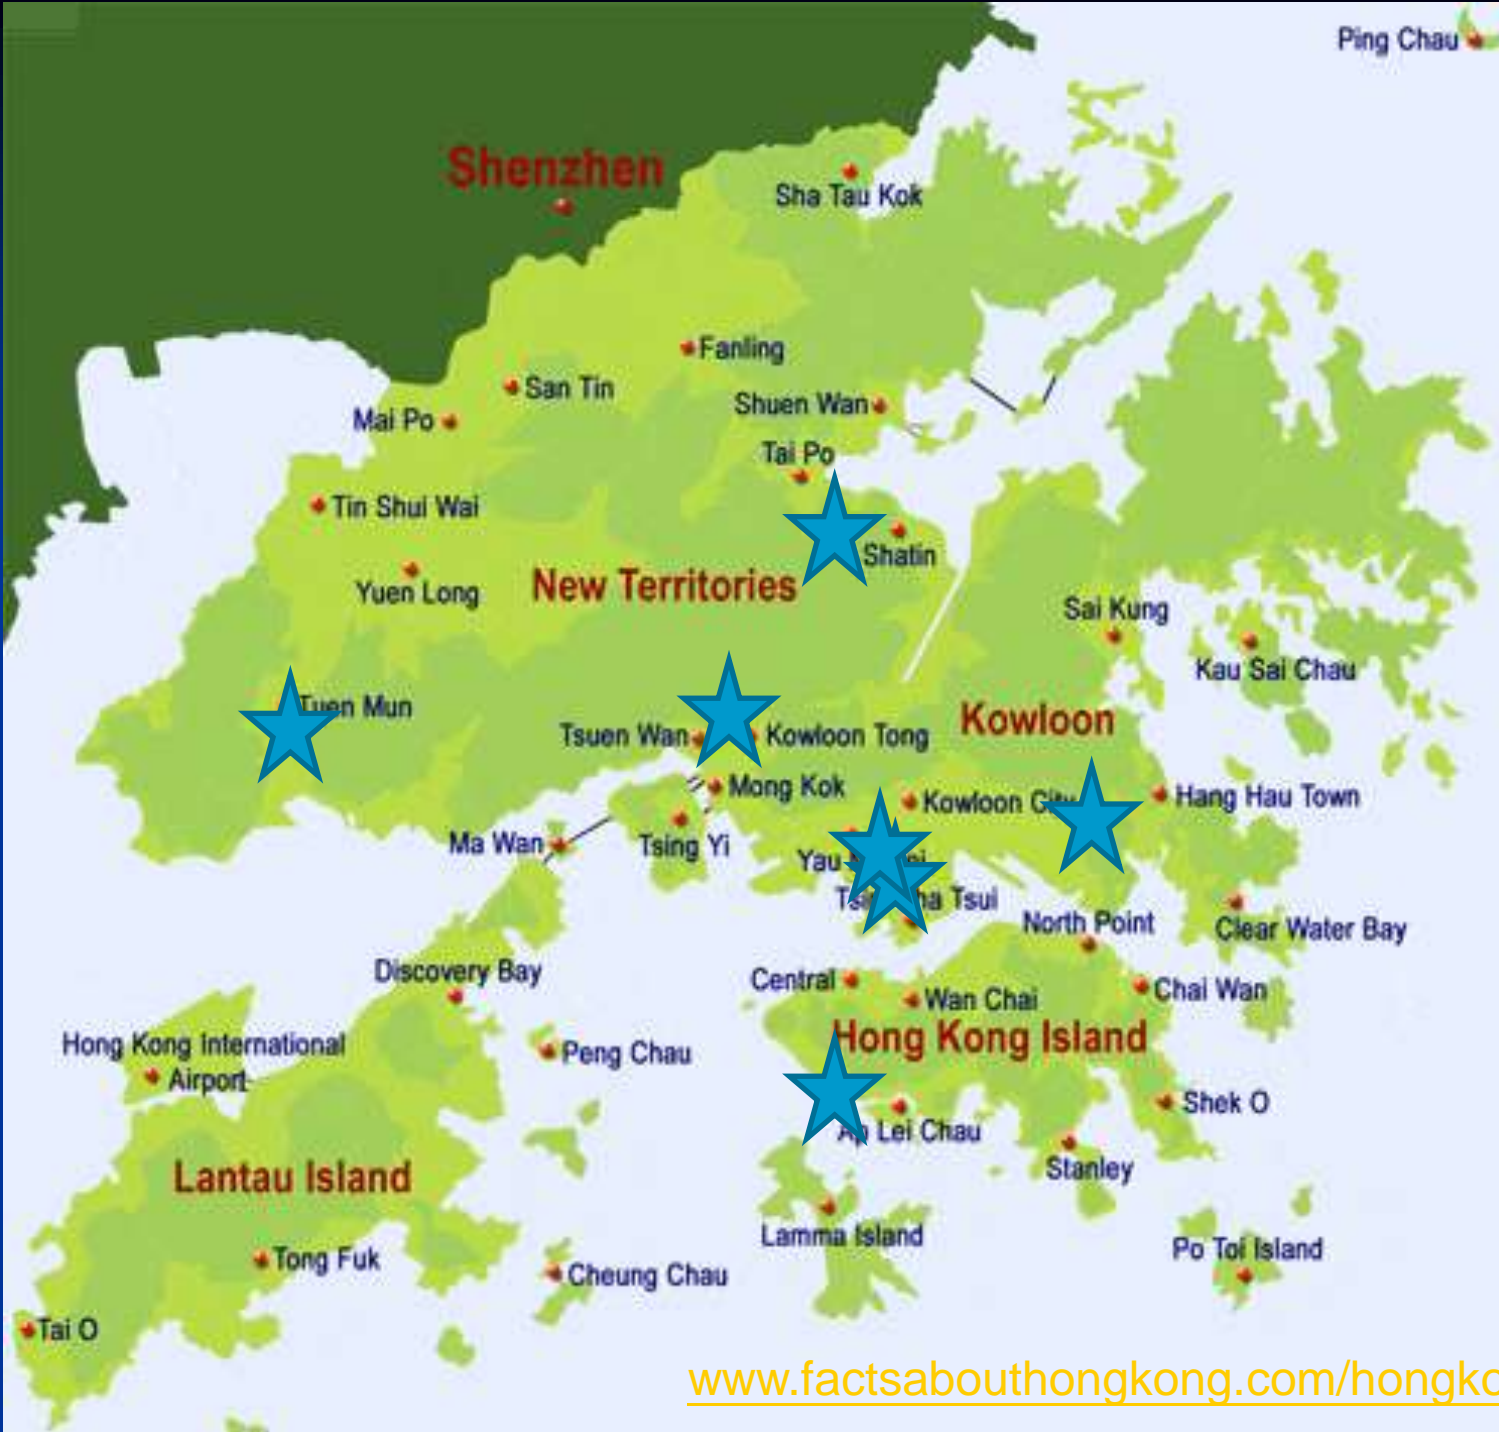 Ping Chau
Shenzhen
Sha Tau Kok
Fanling
San Tin
Shuen Wan
Mai Po
Tai Po
Tin Shui Wai
Shatin
New Territories
Yuen Long
Sai Kung
Kau Sai Chau
Tuen Mun
Kowloon
Tsuen Wan
Kowloon Tong
Mong Kok
Hang Hau Town
Kowloon City
Ma Wan
Tsing Yi
Yau
Tsui
North Point
Clear Water Bay
Discovery Bay
Central
Chai Wan
Wan Chai
Hong Kong Island
Hong Kong International
Airport
Peng Chau
Shek O
Ap Lei Chau
Stanley
Lantau Island
Lamma Island
Po Toi Island
Tong Fuk
Cheung Chau
Tai O
www.factsabouthongkong.com/hongko